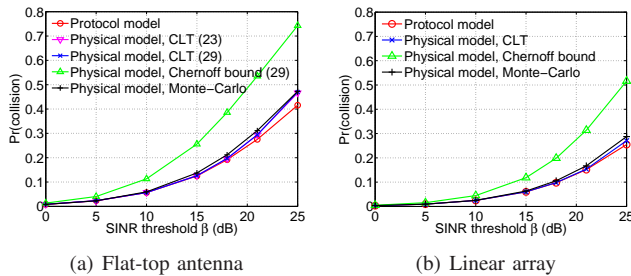 0.8
0.7
0.6
0.5
0.4
0.3
0.2
0.1
0
Pr(collision)
Protocol model
Physical model, CLT (23)
Physical model, CLT (29)
Physical model, Chernoff bound (29)
Physical model, Monte−Carlo
0 5 10 15 20 25
SINR threshold β (dB)
(a) Flat-top antenna
0.8
0.7
0.6
0.5
0.4
0.3
0.2
0.1
0
Pr(collision)
Protocol model
Physical model, CLT
Physical model, Chernoff bound
Physical model, Monte−Carlo
0 5 10 15 20 25
SINR threshold β (dB)
(b) Linear array